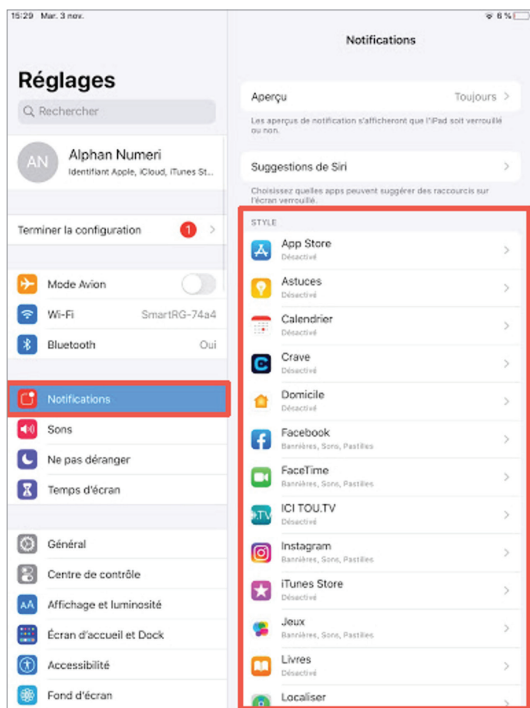 15:29 Mar. 3 nov.
6 %
Réglages
Rechercher
AN
Alphan Numeri
Identifiant Apple, iCloud, iTunes St...
Terminer la configuration
1
Mode Avion
Wi-Fi SmartRG-74a4
Bluetooth Oui
Notifications
Sons
Ne pas déranger
Temps d'écran
Général
Centre de contrôle
AA Affichage et luminosité
Écran d'accueil et Dock
Accessibilité
Fond d'écran
Notifications
Aperçu Toujours
Les aperçus de notification s'afficheront que l'iPad soit verrouillé
ou non.
Suggestions de Siri
Choisissez quelles apps peuvent suggérer des raccourcis sur
l'écran verrouillé.
STYLE
App Store
Désactivé
Astuces
Désactivé
Calendrier
Désactivé
Crave
Désactivé
Domicile
Désactivé
Facebook
Bannières, Sons, Pastilles
FaceTime
Bannières, Sons, Pastilles
.TV
ICI TOU.TV
Désactivé
Instagram
Bannières, Sons, Pastilles
iTunes Store
Désactivé
Jeux
Bannières, Sons, Pastilles
Livres
Désactivé
Localiser